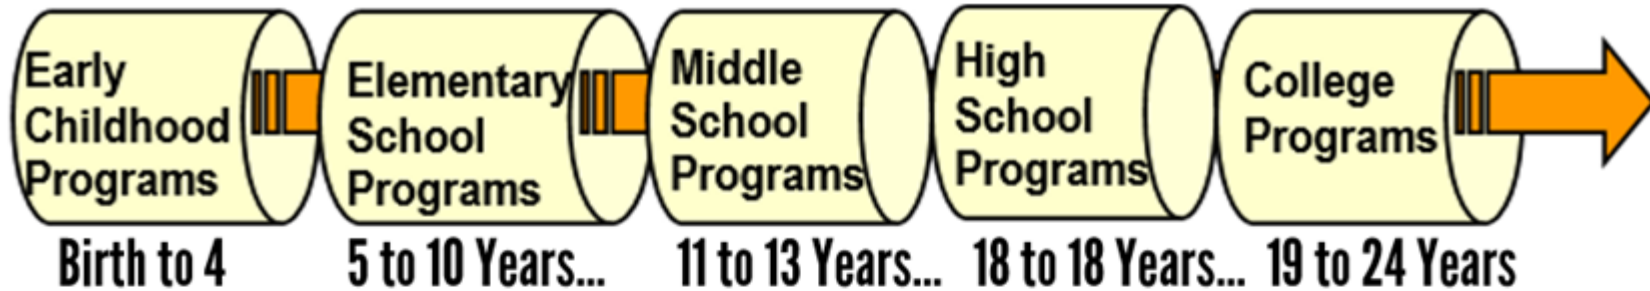 Early
Childhood
Programs
Elementary
School
Programs
Middle
School
Programs
High
School
Programs
College
Programs
Birth to 4
5 to 10 Years...
11 to 13 Years...
18 to 18 Years...
19 to 24 Years